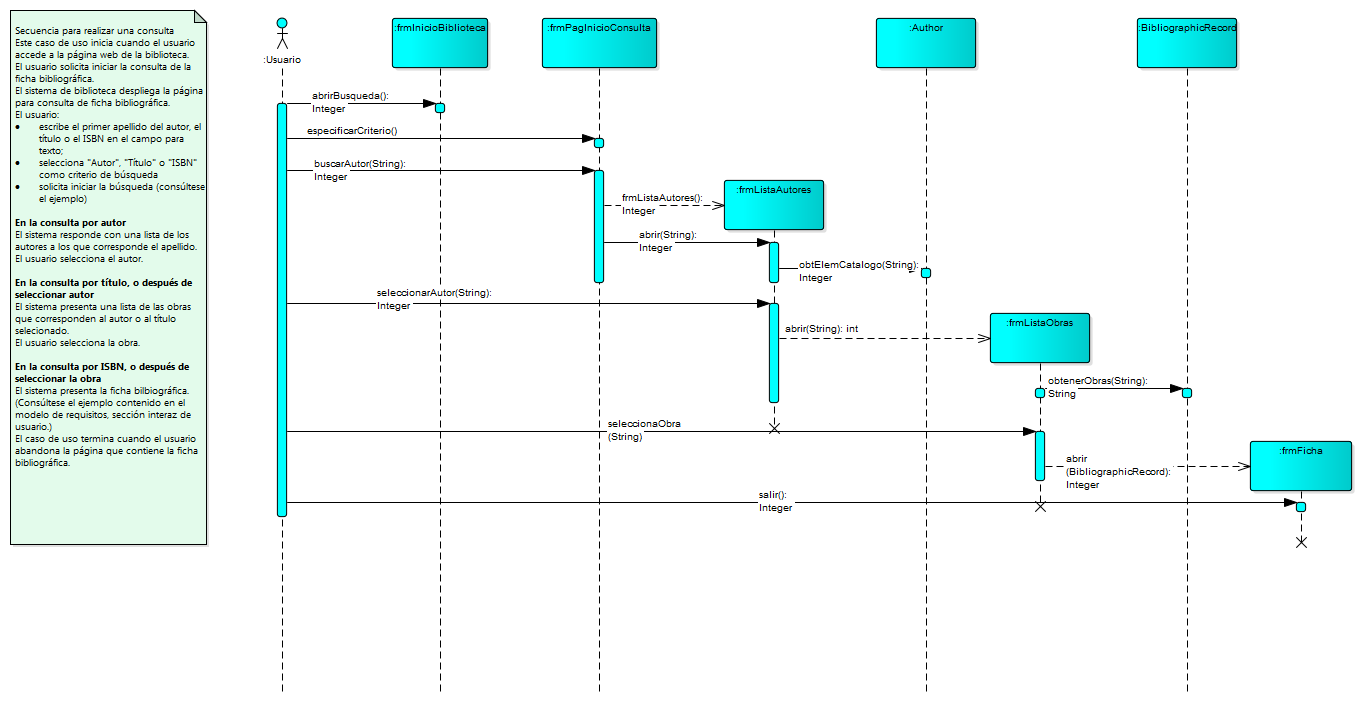 Secuencia para realizar una consulta
Este caso de uso inicia cuando el usuario
accede a la página web de la biblioteca.
El usuario solicita iniciar la consulta de la
ficha bibliográfica.
El sistema de biblioteca despliega la página
para consulta de ficha bibliográfica.
El usuario:
• escribe el primer apellido del autor, el
título o el ISBN en el campo para
texto;
• selecciona "Autor", "Título" o "ISBN"
como criterio de búsqueda
• solicita iniciar la búsqueda (consúltese
el ejemplo)
En la consulta por autor
El sistema responde con una lista de los
autores a los que corresponde el apellido.
El usuario selecciona el autor.
En la consulta por título, o después de
seleccionar autor
El sistema presenta una lista de las obras
que corresponden al autor o al título
selecionado.
El usuario selecciona la obra.
En la consulta por ISBN, o después de
seleccionar la obra
El sistema presenta la ficha bilbiográfica.
(Consúltese el ejemplo contenido en el
modelo de requisitos, sección interaz de
usuario.)
El caso de uso termina cuando el usuario
abandona la página que contiene la ficha
bibliográfica.
:Usuario
:frmInicioBiblioteca
:frmPagInicioConsulta
:Author
:BibliographicRecord
abrirBusqueda():
Integer
especificarCriterio()
buscarAutor(String):
Integer
:frmListaAutores
frmListaAutores():
Integer
abrir(String):
Integer
obtElemCatalogo(String):
Integer
seleccionarAutor(String):
Integer
:frmListaObras
abrir(String): int
obtenerObras(String):
String
seleccionaObra
(String)
:frmFicha
abrir
(BibliographicRecord):
Integer
salir():
Integer